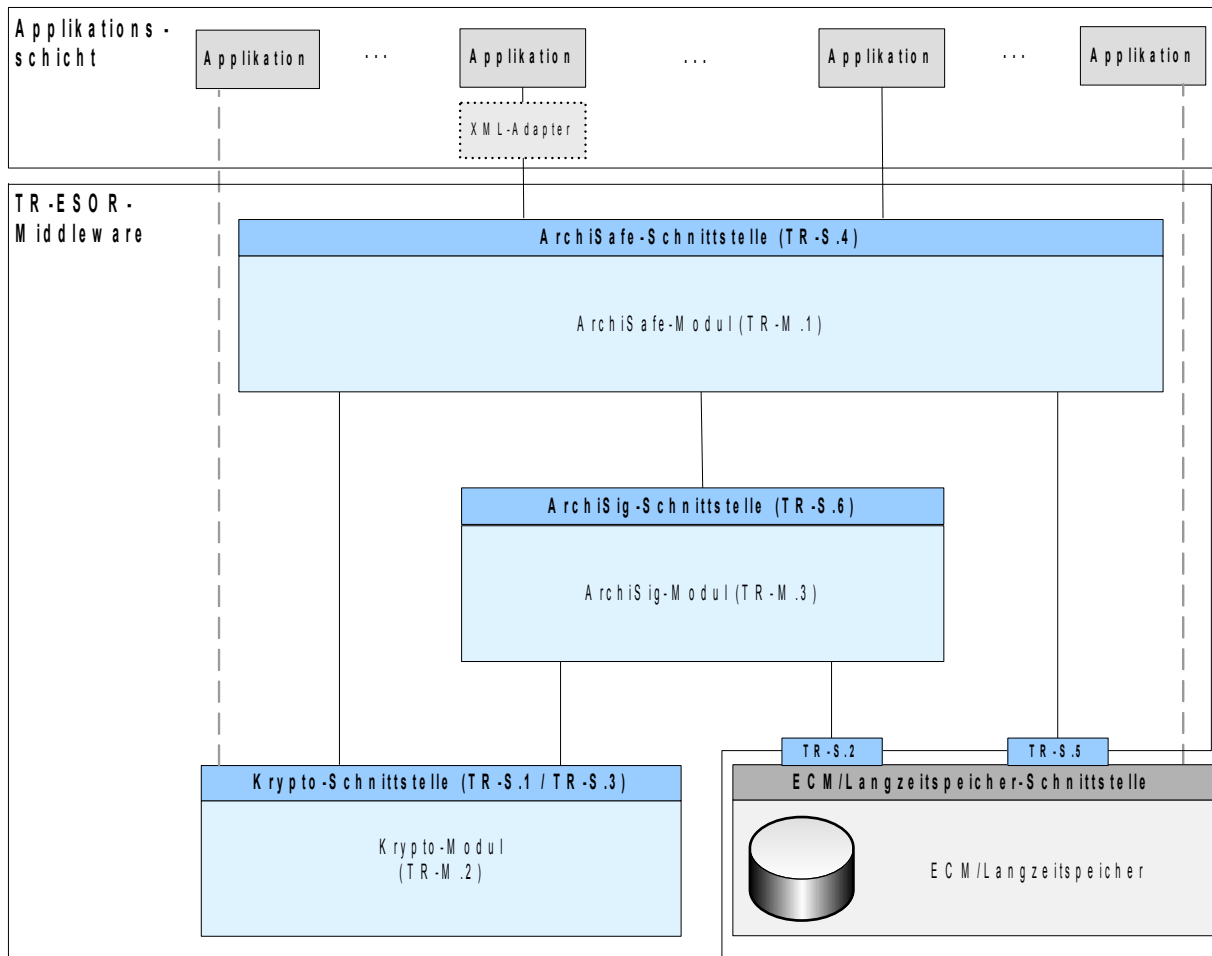 Applikations-
schicht
Applikation
...
Applikation
...
Applikation
...
Applikation
XML-Adapter
TR-ESOR-
Middleware
ArchiSafe-Schnittstelle (TR-S.4)
ArchiSafe-Modul (TR-M.1)
ArchiSig-Schnittstelle (TR-S.6)
ArchiSig-Modul (TR-M.3)
TR-S.2
TR-S.5
Krypto-Schnittstelle (TR-S.1 / TR-S.3)
ECM/Langzeitspeicher-Schnittstelle
Krypto-Modul
(TR-M.2)
ECM/Langzeitspeicher